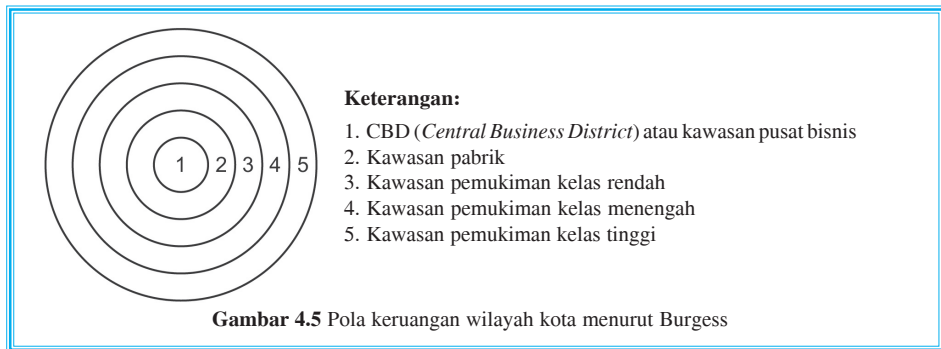 1 2 3 4 5
Keterangan:
1. CBD (Central Business District) atau kawasan pusat bisnis
2. Kawasan pabrik
3. Kawasan pemukiman kelas rendah
4. Kawasan pemukiman kelas menengah
5. Kawasan pemukiman kelas tinggi
Gambar 4.5 Pola keruangan wilayah kota menurut Burgess